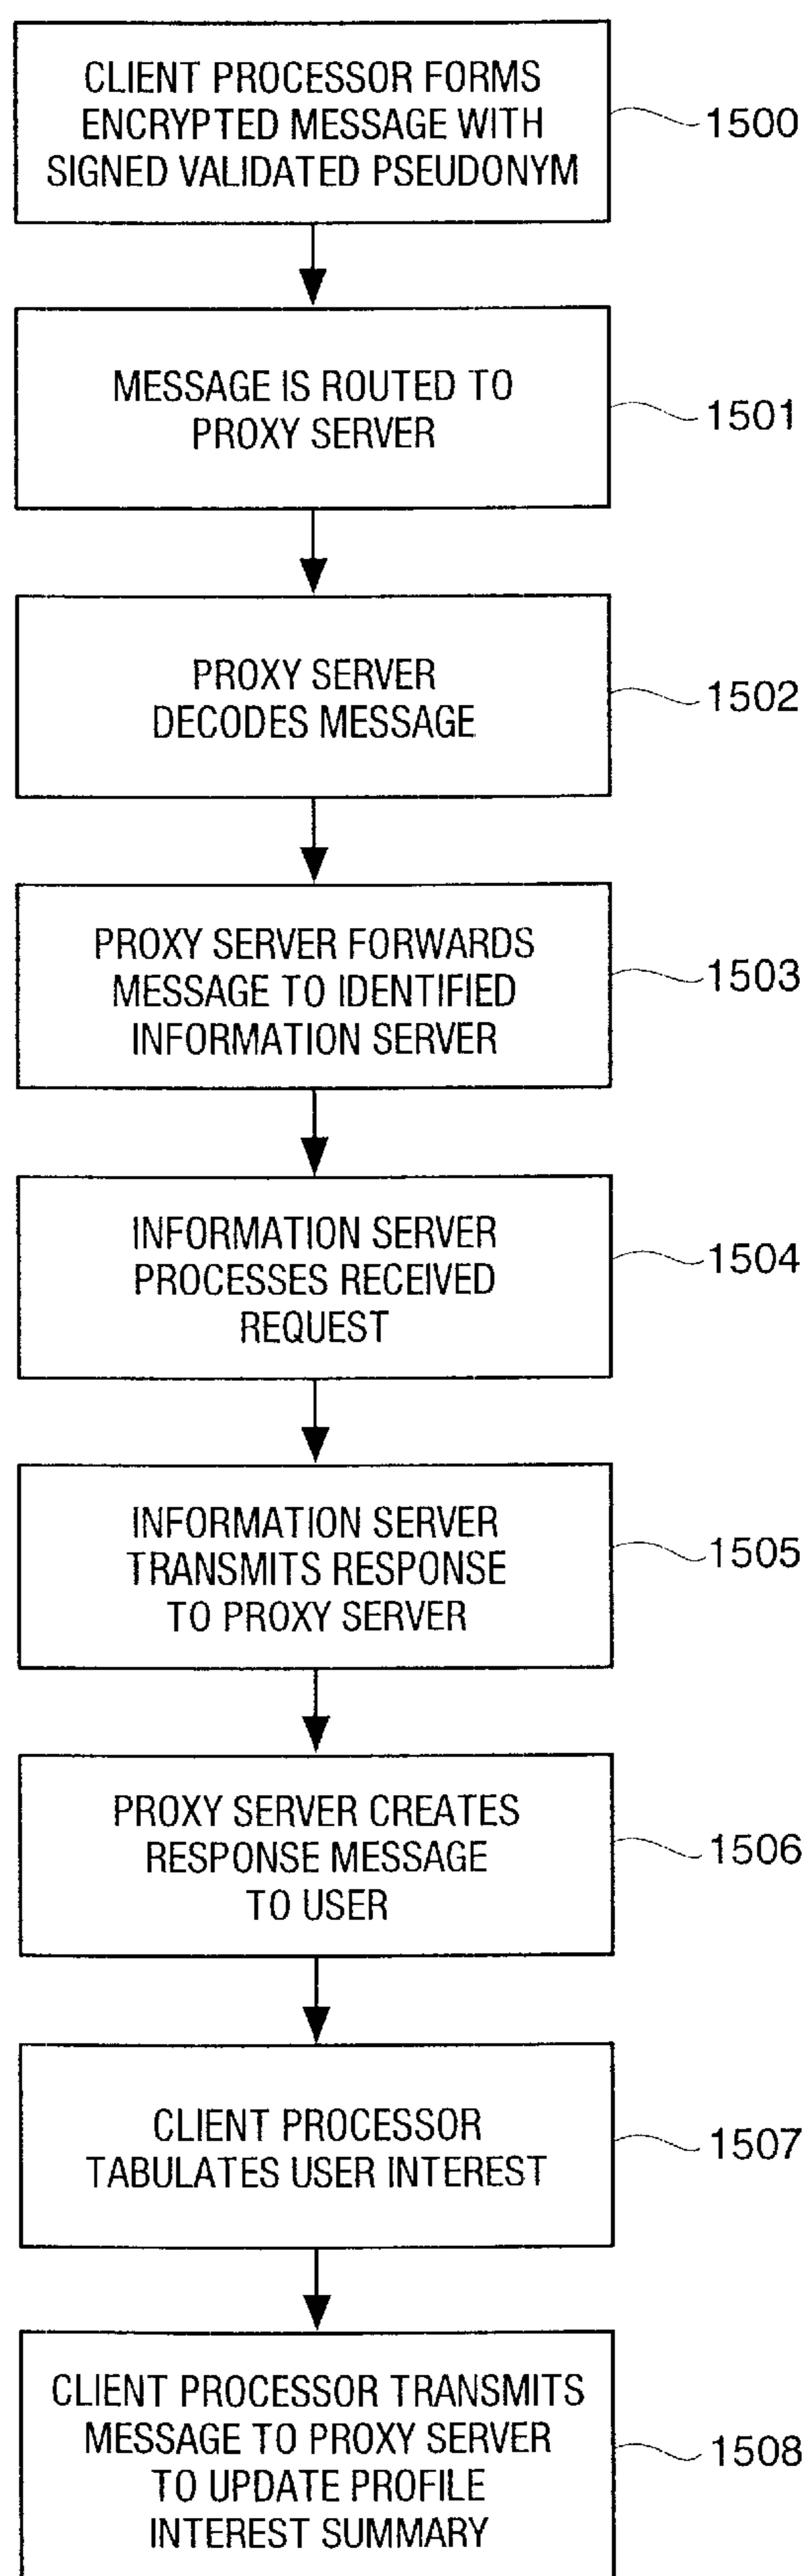 CLIENT PROCESSOR FORMS
ENCRYPTED MESSAGE WITH
SIGNED VALIDATED PSEUDONYM
1500
MESSAGE IS ROUTED TO
PROXY SERVER
1501
PROXY SERVER
DECODES MESSAGE
1502
PROXY SERVER FORWARDS
MESSAGE TO IDENTIFIED
INFORMATION SERVER
1503
INFORMATION SERVER
PROCESSES RECEIVED
REQUEST
1504
INFORMATION SERVER
TRANSMITS RESPONSE
TO PROXY SERVER
1505
PROXY SERVER CREATES
RESPONSE MESSAGE
TO USER
1506
CLIENT PROCESSOR
TABULATES USER INTEREST
1507
CLIENT PROCESSOR TRANSMITS
MESSAGE TO PROXY SERVER
TO UPDATE PROFILE
INTEREST SUMMARY
1508